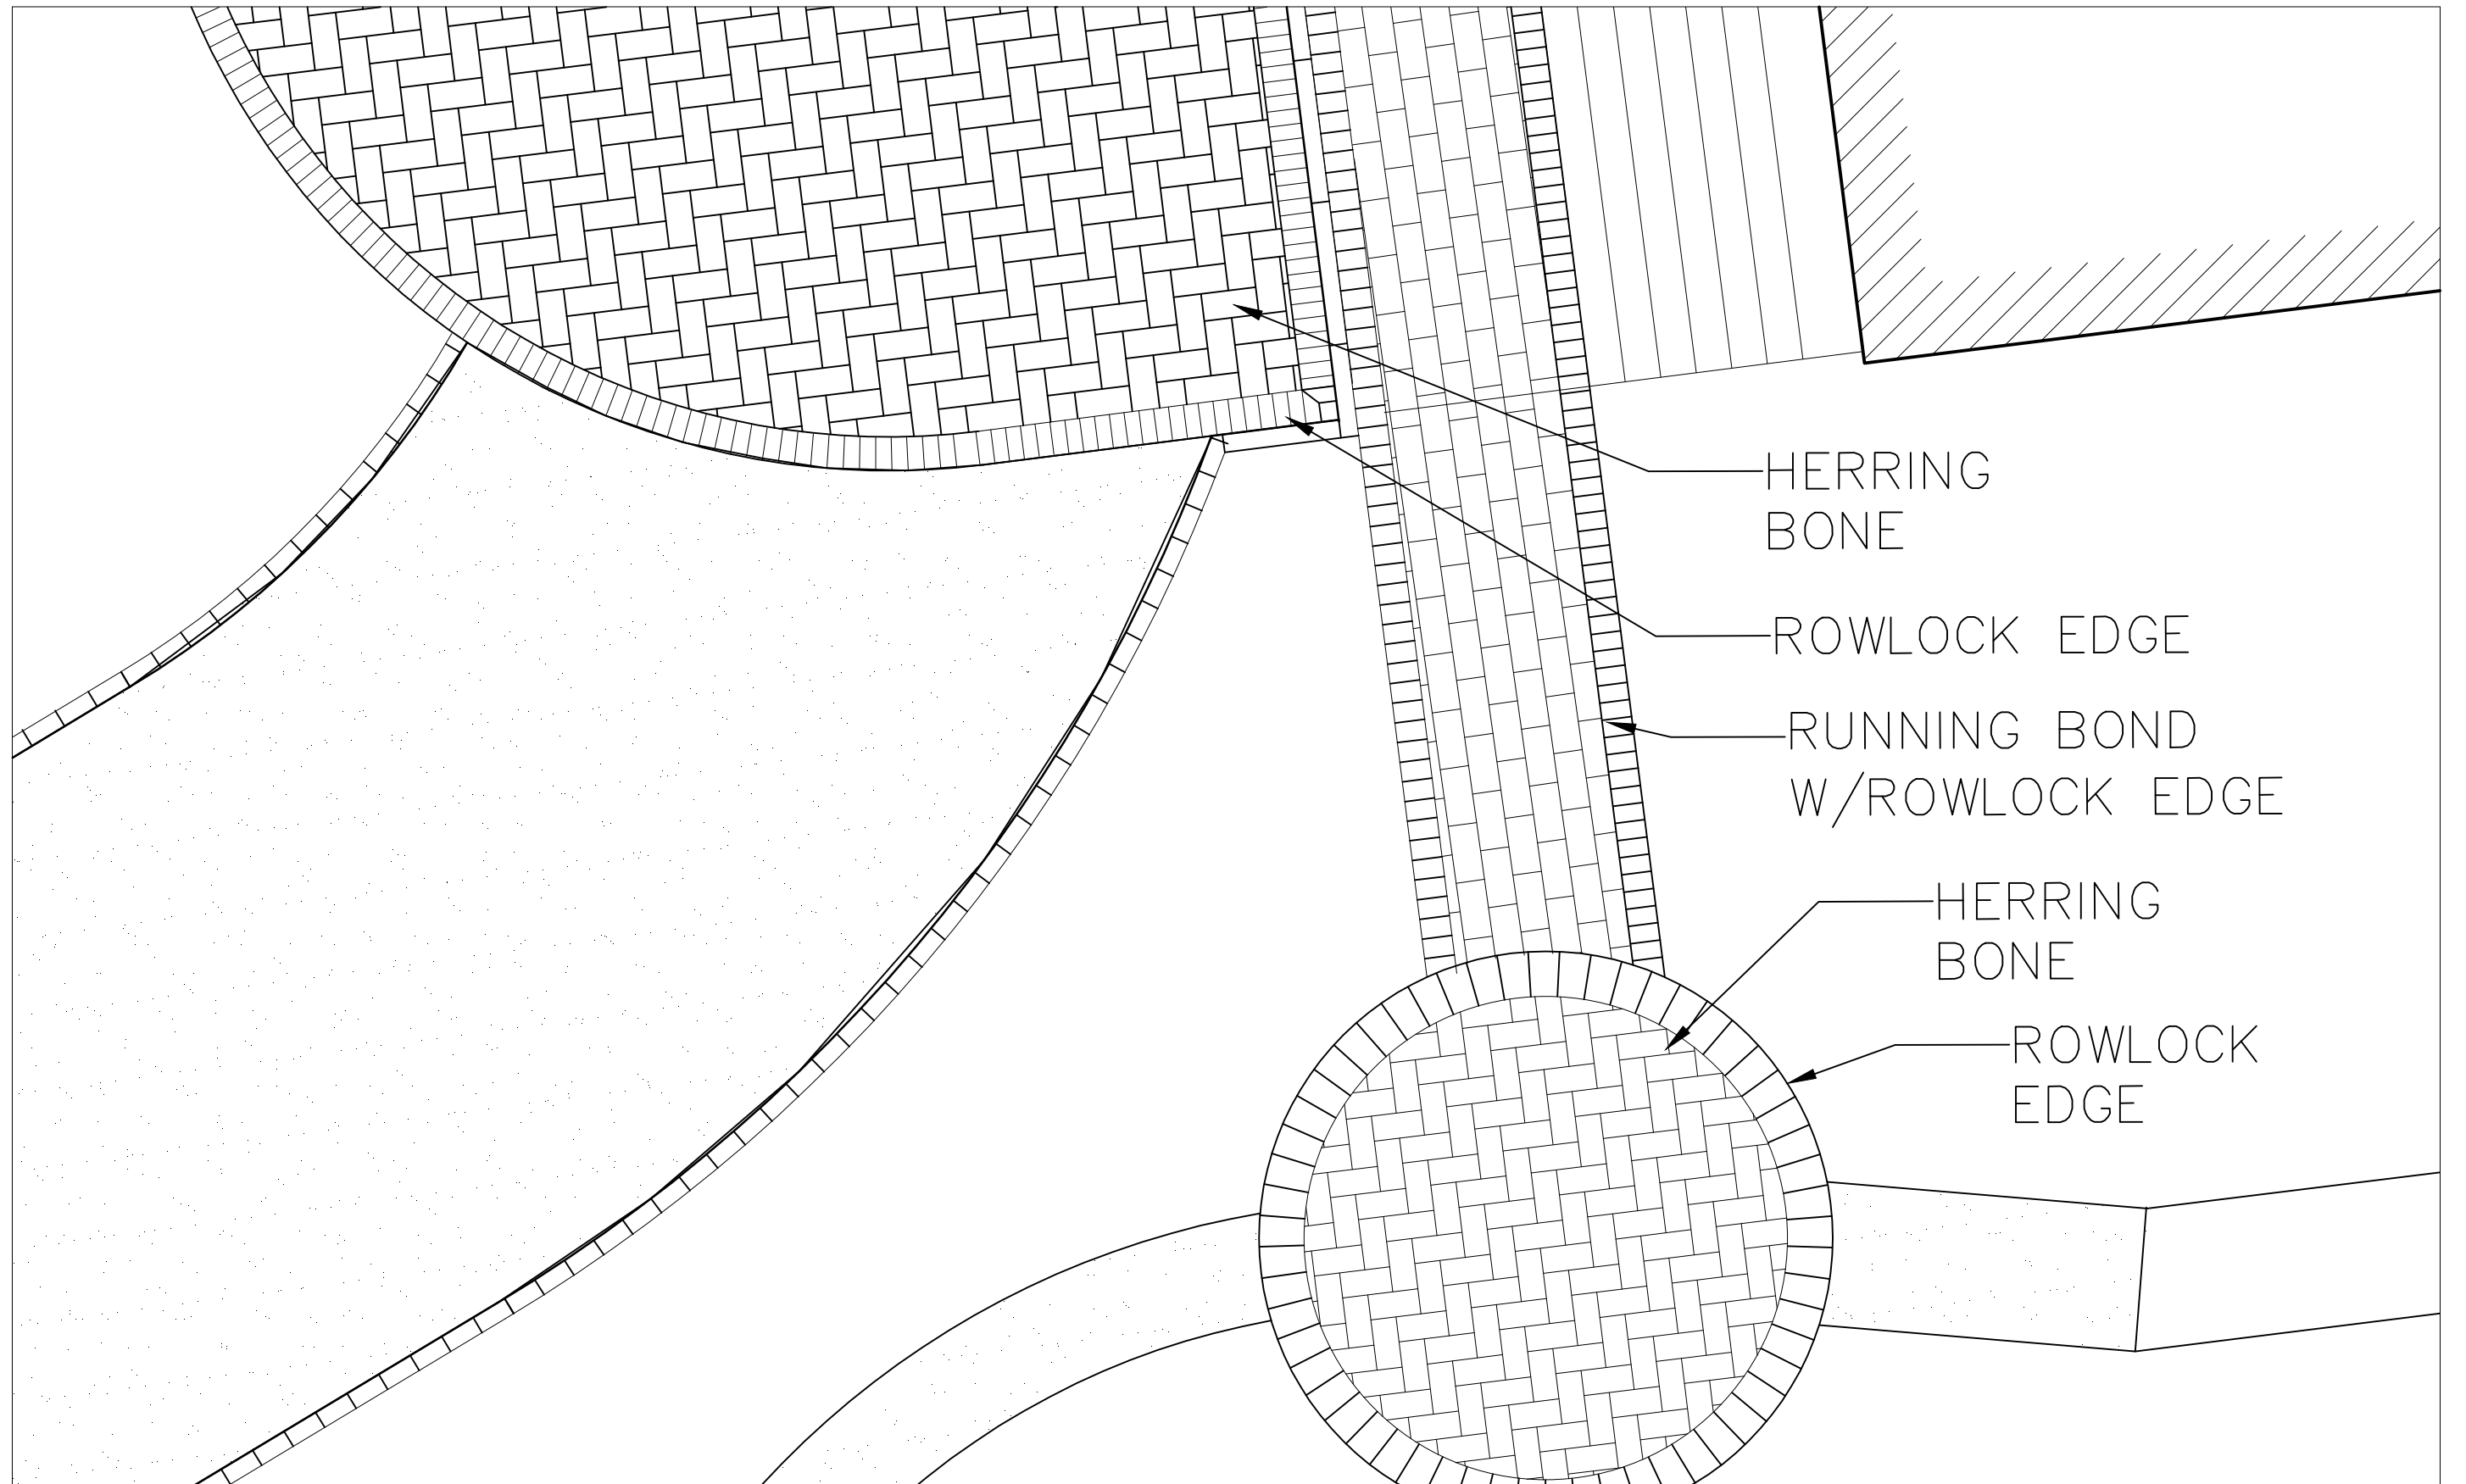 HERRING
BONE
ROWLOCK EDGE
RUNNING BOND
W/ROWLOCK EDGE
HERRING
BONE
ROWLOCK
EDGE